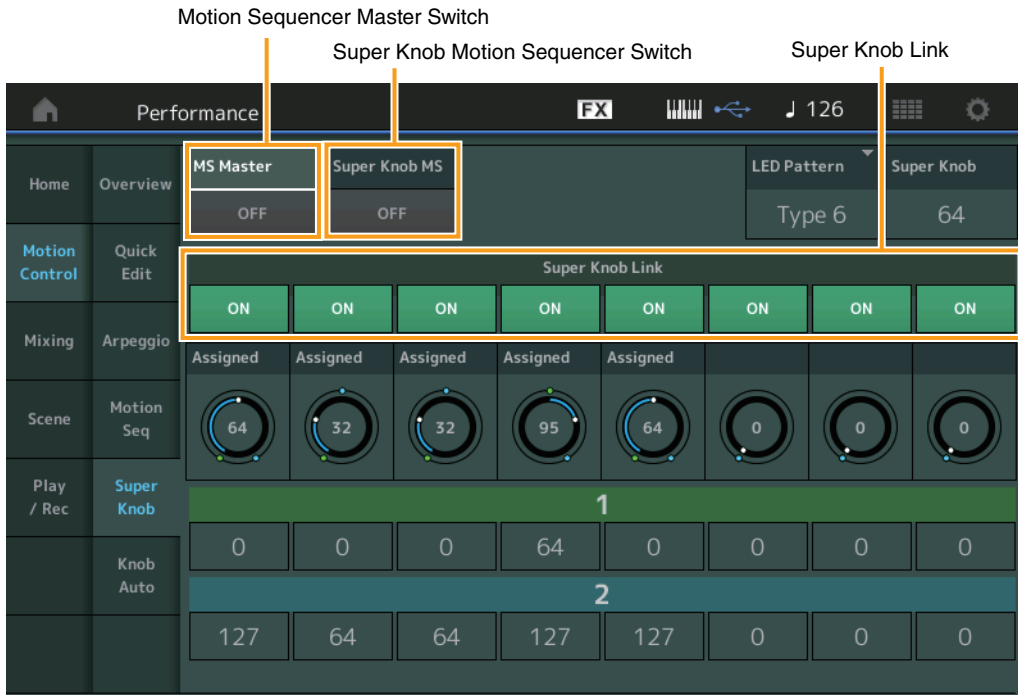 Motion Sequencer Master Switch
Super Knob Motion Sequencer Switch
Super Knob Link
Performance
FX
126
Home
Motion
Control
Mixing
Scene
Play
/ Rec
Overview
Quick
Edit
Arpeggio
Motion
Seq
Super
Knob
Knob
Auto
MS Master
OFF
Super Knob MS
OFF
LED Pattern
Type 6
Super Knob
64
Super Knob Link
ON ON ON ON ON ON ON ON
Assigned Assigned Assigned Assigned Assigned
64 32 32 95 64 0 0 0
1
0 0 0 64 0 0 0 0
2
127 64 64 127 127 0 0 0